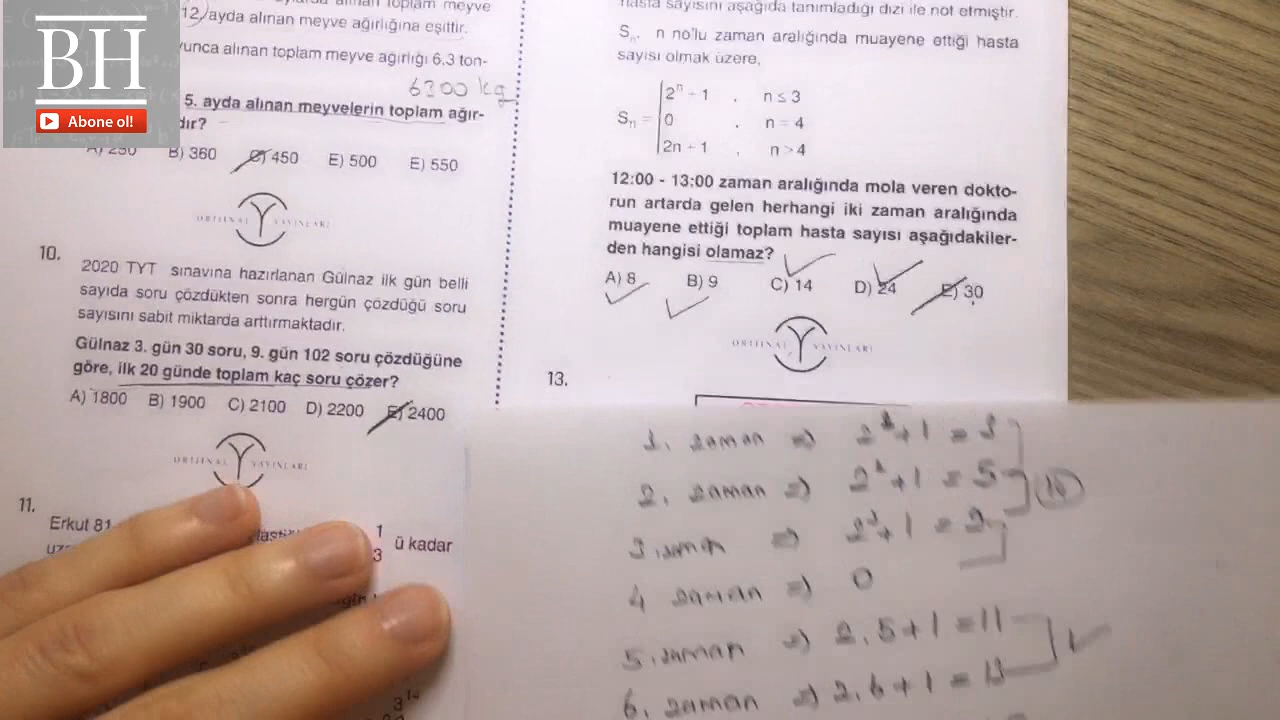 BH
Abone ol!
alınan toplam meyve
12, ayda alınan meyve ağırlığına eşittir.
yunca alınan toplam meyve ağırlığı 6.3 ton-
6300 kg
5. ayda alınan meyvelerin toplam ağır-
dır?
A) 250 B) 360 C) 450 E) 500 E) 550
ORİJİNAL YAYINLARI
10.
2020 TYT sınavına hazırlanan Gülnaz ilk gün belli
sayıda soru çözdükten sonra hergün çözdüğü soru
sayısını sabit miktarda arttırmaktadır.
Gülnaz 3. gün 30 soru, 9. gün 102 soru çözdüğüne
göre, ilk 20 günde toplam kaç soru çözer?
A) 1800 B) 1900 C) 2100 D) 2200 E) 2400
ORİJİNAL YAYINLARI
11.
Erkut 81
1
3
ü kadar
hasta sayısını aşağıda tanımladığı dizi ile not etmiştir.
Sn, n no'lu zaman aralığında muayene ettiği hasta
sayısı olmak üzere,
2ⁿ + 1 , n ≤ 3
Sn = 0 , n = 4
2n + 1 , n > 4
12:00 - 13:00 zaman aralığında mola veren dokto-
run artarda gelen herhangi iki zaman aralığında
muayene ettiği toplam hasta sayısı aşağıdakiler-
den hangisi olamaz?
A) 8 B) 9 C) 14 D) 24 E) 30
ORİJİNAL YAYINLARI
13.
1. zaman => 2¹+1 = 3
2. zaman => 2²+1 = 5
14
3. zaman => 2³+1 = 9
4 zaman => 0
5. zaman => 2.5+1=11
6. zaman => 2.6+1=13